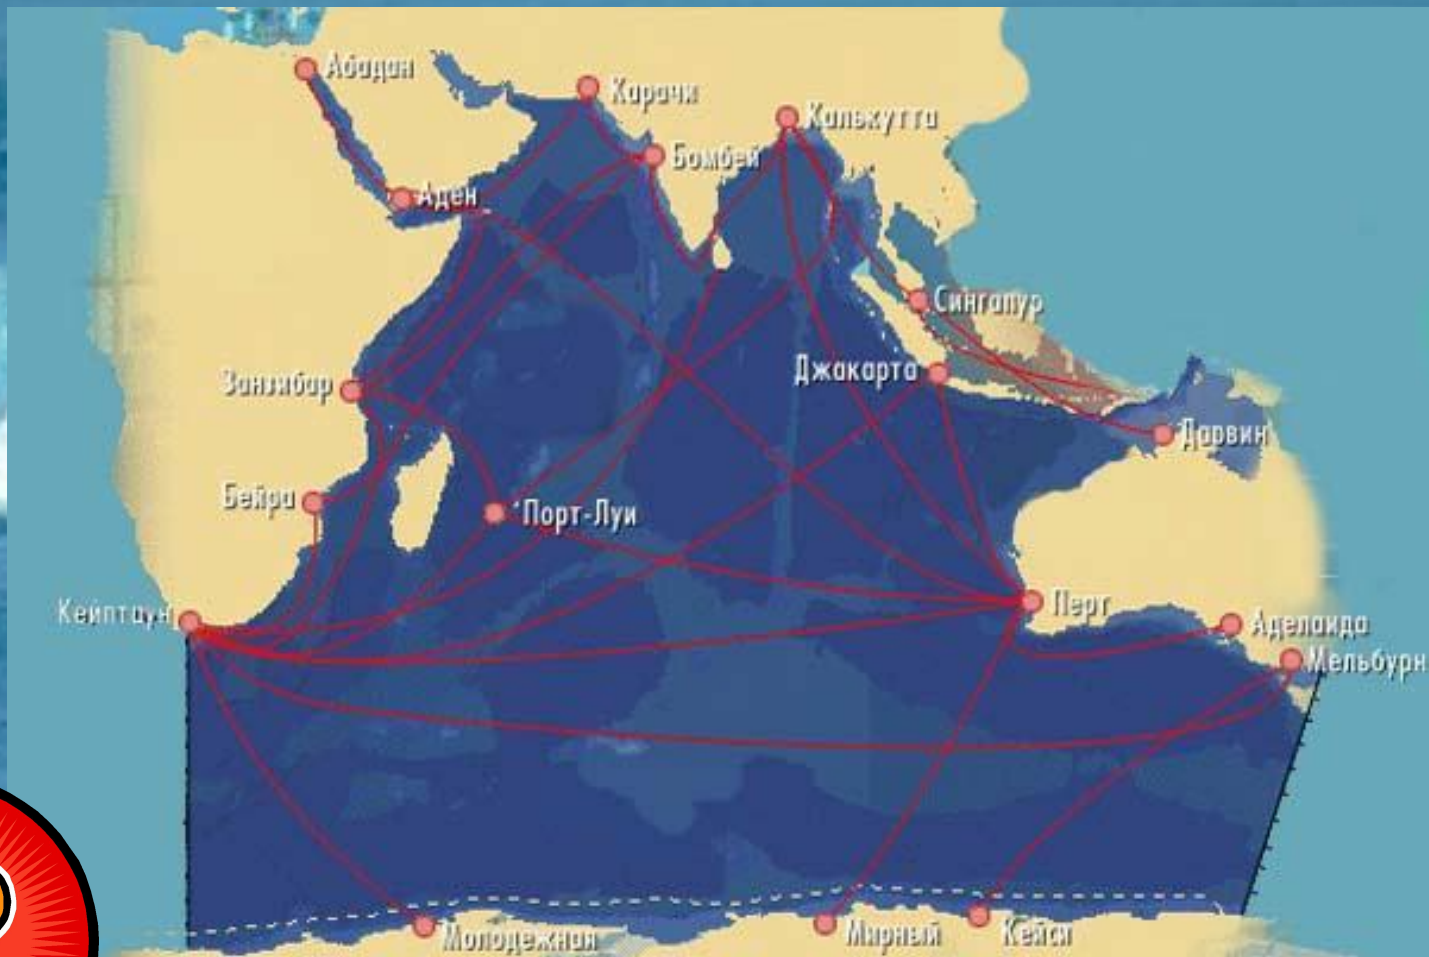 Абадан
Карачи
Калькутта
Бомбей
Аден
Сингапур
Джакарта
Занзибар
Дарвин
Бейра
Порт-Луи
Кейптаун
Перт
Аделаида
Мельбурн
Молодежная
Мирный
Кейси